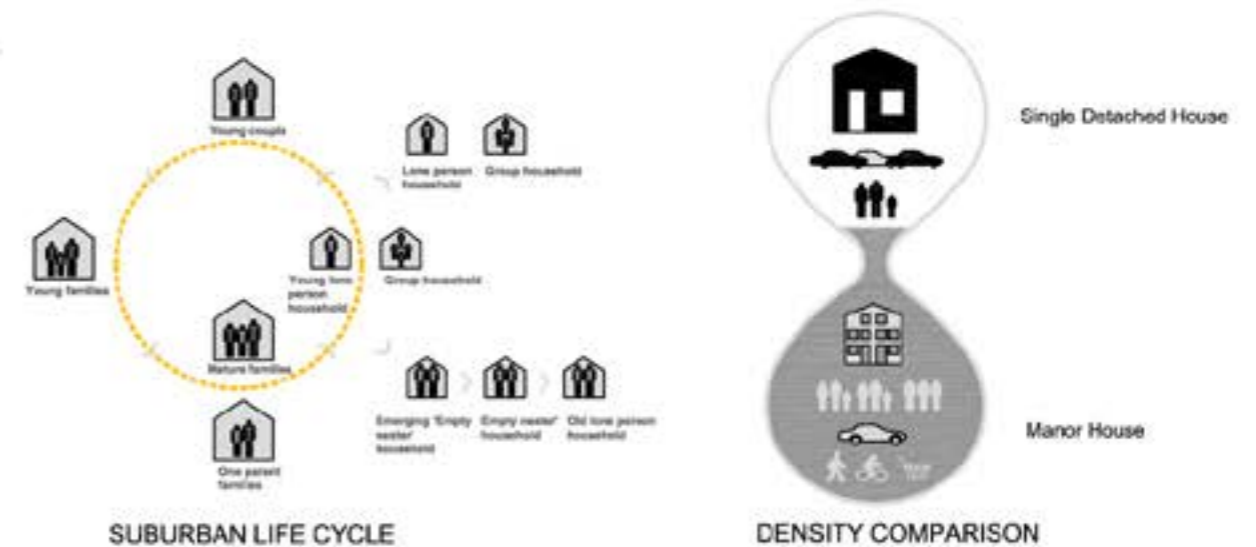 Young couple
Lone person
household
Group household
Young families
Young lone
person
household
Group household
Mature families
Emerging 'Empty
nester'
household
Empty nester'
household
Old lone person
household
One parent
families
SUBURBAN LIFE CYCLE
Single Detached House
Manor House
DENSITY COMPARISON